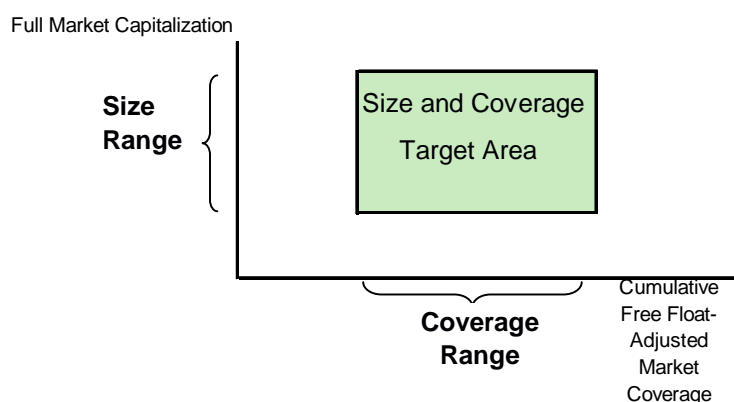 Full Market Capitalization
Size
Range
Size and Coverage
Target Area
Coverage
Range
Cumulative
Free Float-
Adjusted
Market
Coverage